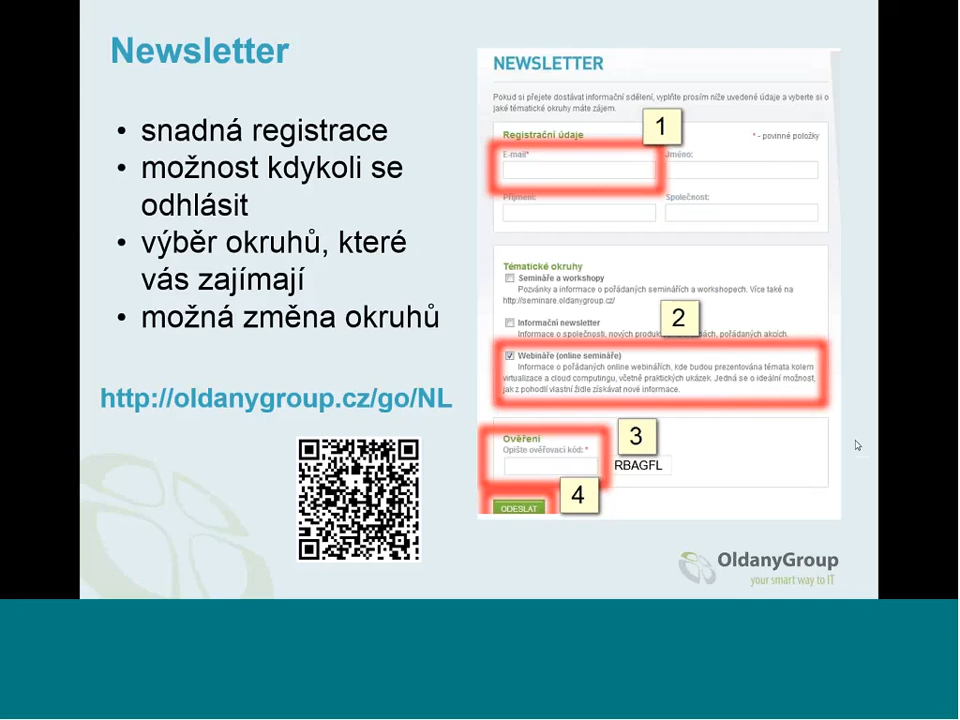 Newsletter
• snadná registrace
• možnost kdykoli se
odhlásit
• výběr okruhů, které
vás zajímají
• možná změna okruhů
http://oldanygroup.cz/go/NL
NEWSLETTER
Pokud si přejete dostávat informační sdělení, vyplňte prosím níže uvedené údaje a vyberte si o
jaké tématické okruhy máte zájem.
1
Registrační údaje
* - povinné položky
E-mail*
Jméno:
Příjmení:
Společnost:
Tématické okruhy
Semináře a workshopy
Pozvánky a informace o pořádaných seminářích a workshopech. Více také na
http://seminare.oldanygroup.cz/
2
Informační newsletter
Informace o společnosti, nových pořádaných akcích.
Webináře (online semináře)
Informace o pořádaných online webinářích, kde budou prezentována témata kolem
virtualizace a cloud computingu, včetně praktických ukázek. Jedná se o ideální možnost,
jak z pohodlí vlastní židle získávat nové informace.
3
Ověření
Opište ověřovací kód: *
RBAGFL
4
ODESLAT
OldanyGroup
your smart way to IT